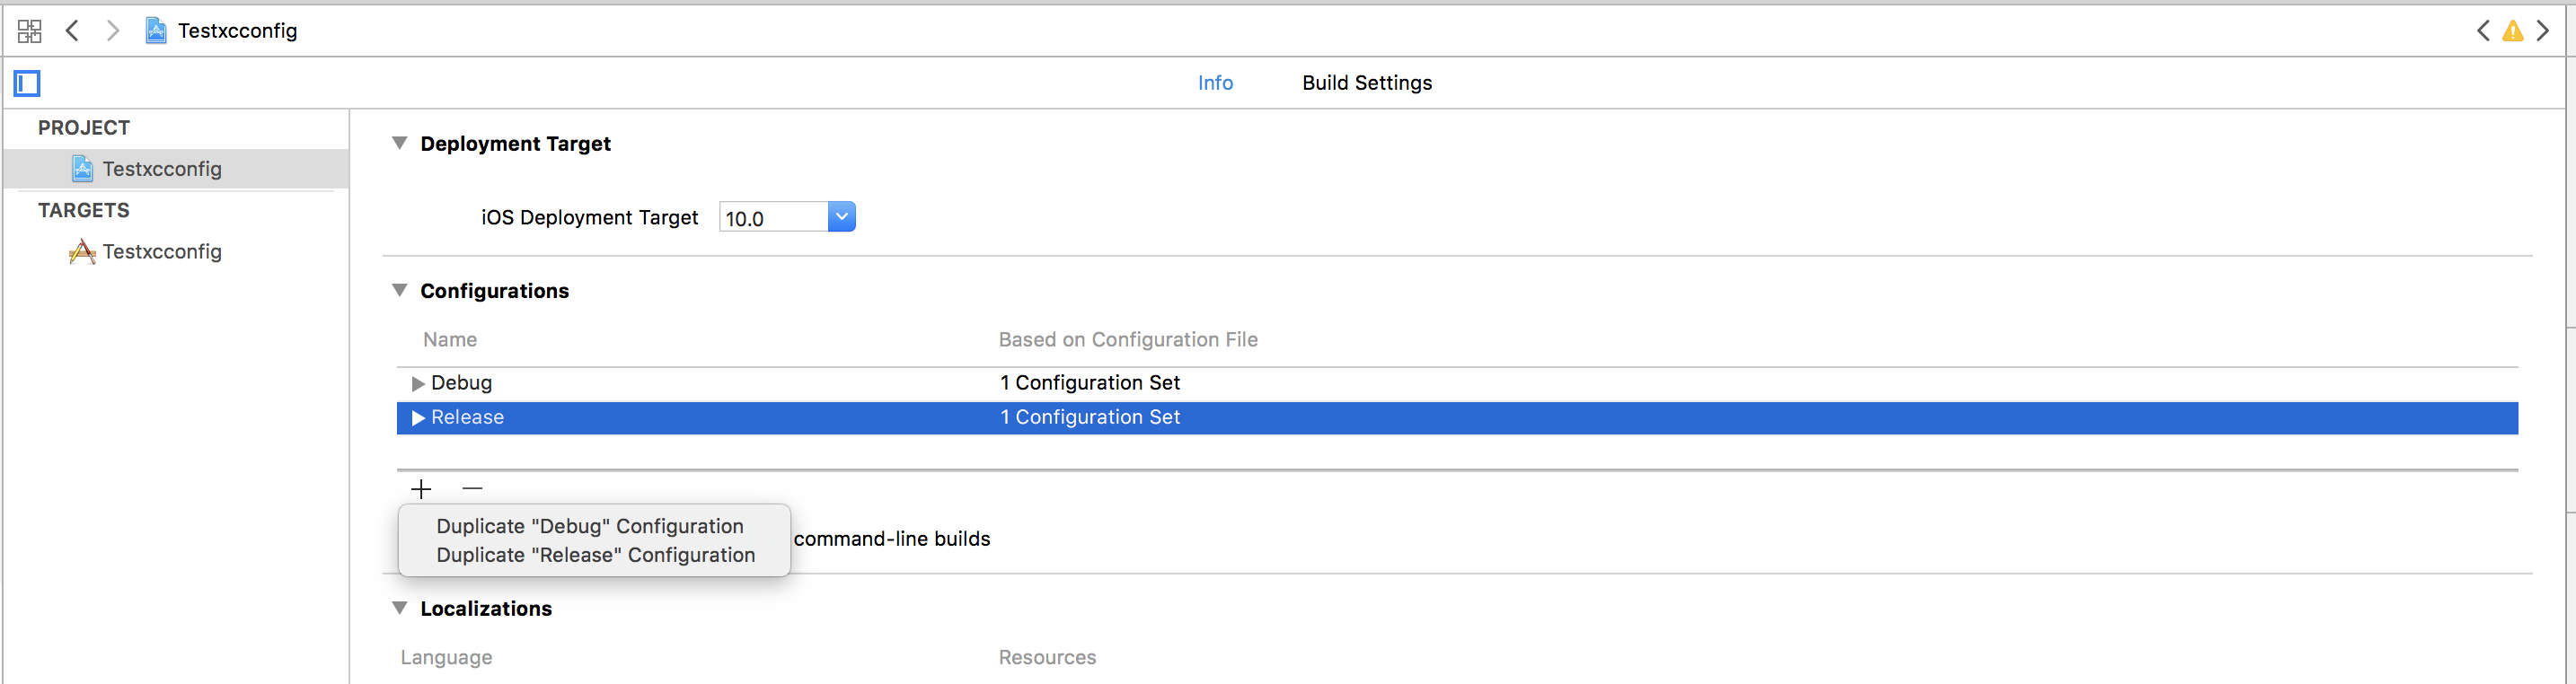 Testxcconfig
Info Build Settings
PROJECT
Testxcconfig
TARGETS
Testxcconfig
Deployment Target
iOS Deployment Target 10.0
Configurations
Name Based on Configuration File
Debug 1 Configuration Set
Release 1 Configuration Set
Duplicate "Debug" Configuration
command-line builds
Duplicate "Release" Configuration
Localizations
Language Resources